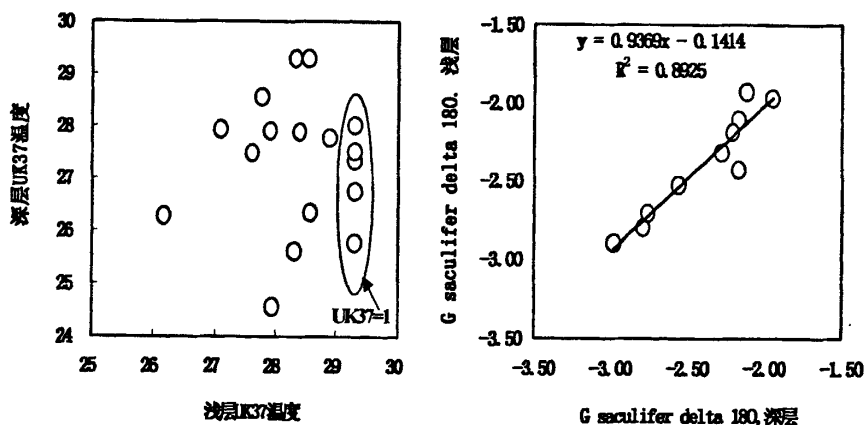 30
29
28
27
26
25
24
深层UK37温度
UK37=1
25 26 27 28 29 30
浅层UK37温度
-1.50
-2.00
-2.50
-3.00
-3.50
G saculifer delta 18O. 浅层
y = 0.9369x - 0.1414
R² = 0.8925
-3.50 -3.00 -2.50 -2.00 -1.50
G saculifer delta 18O,深层